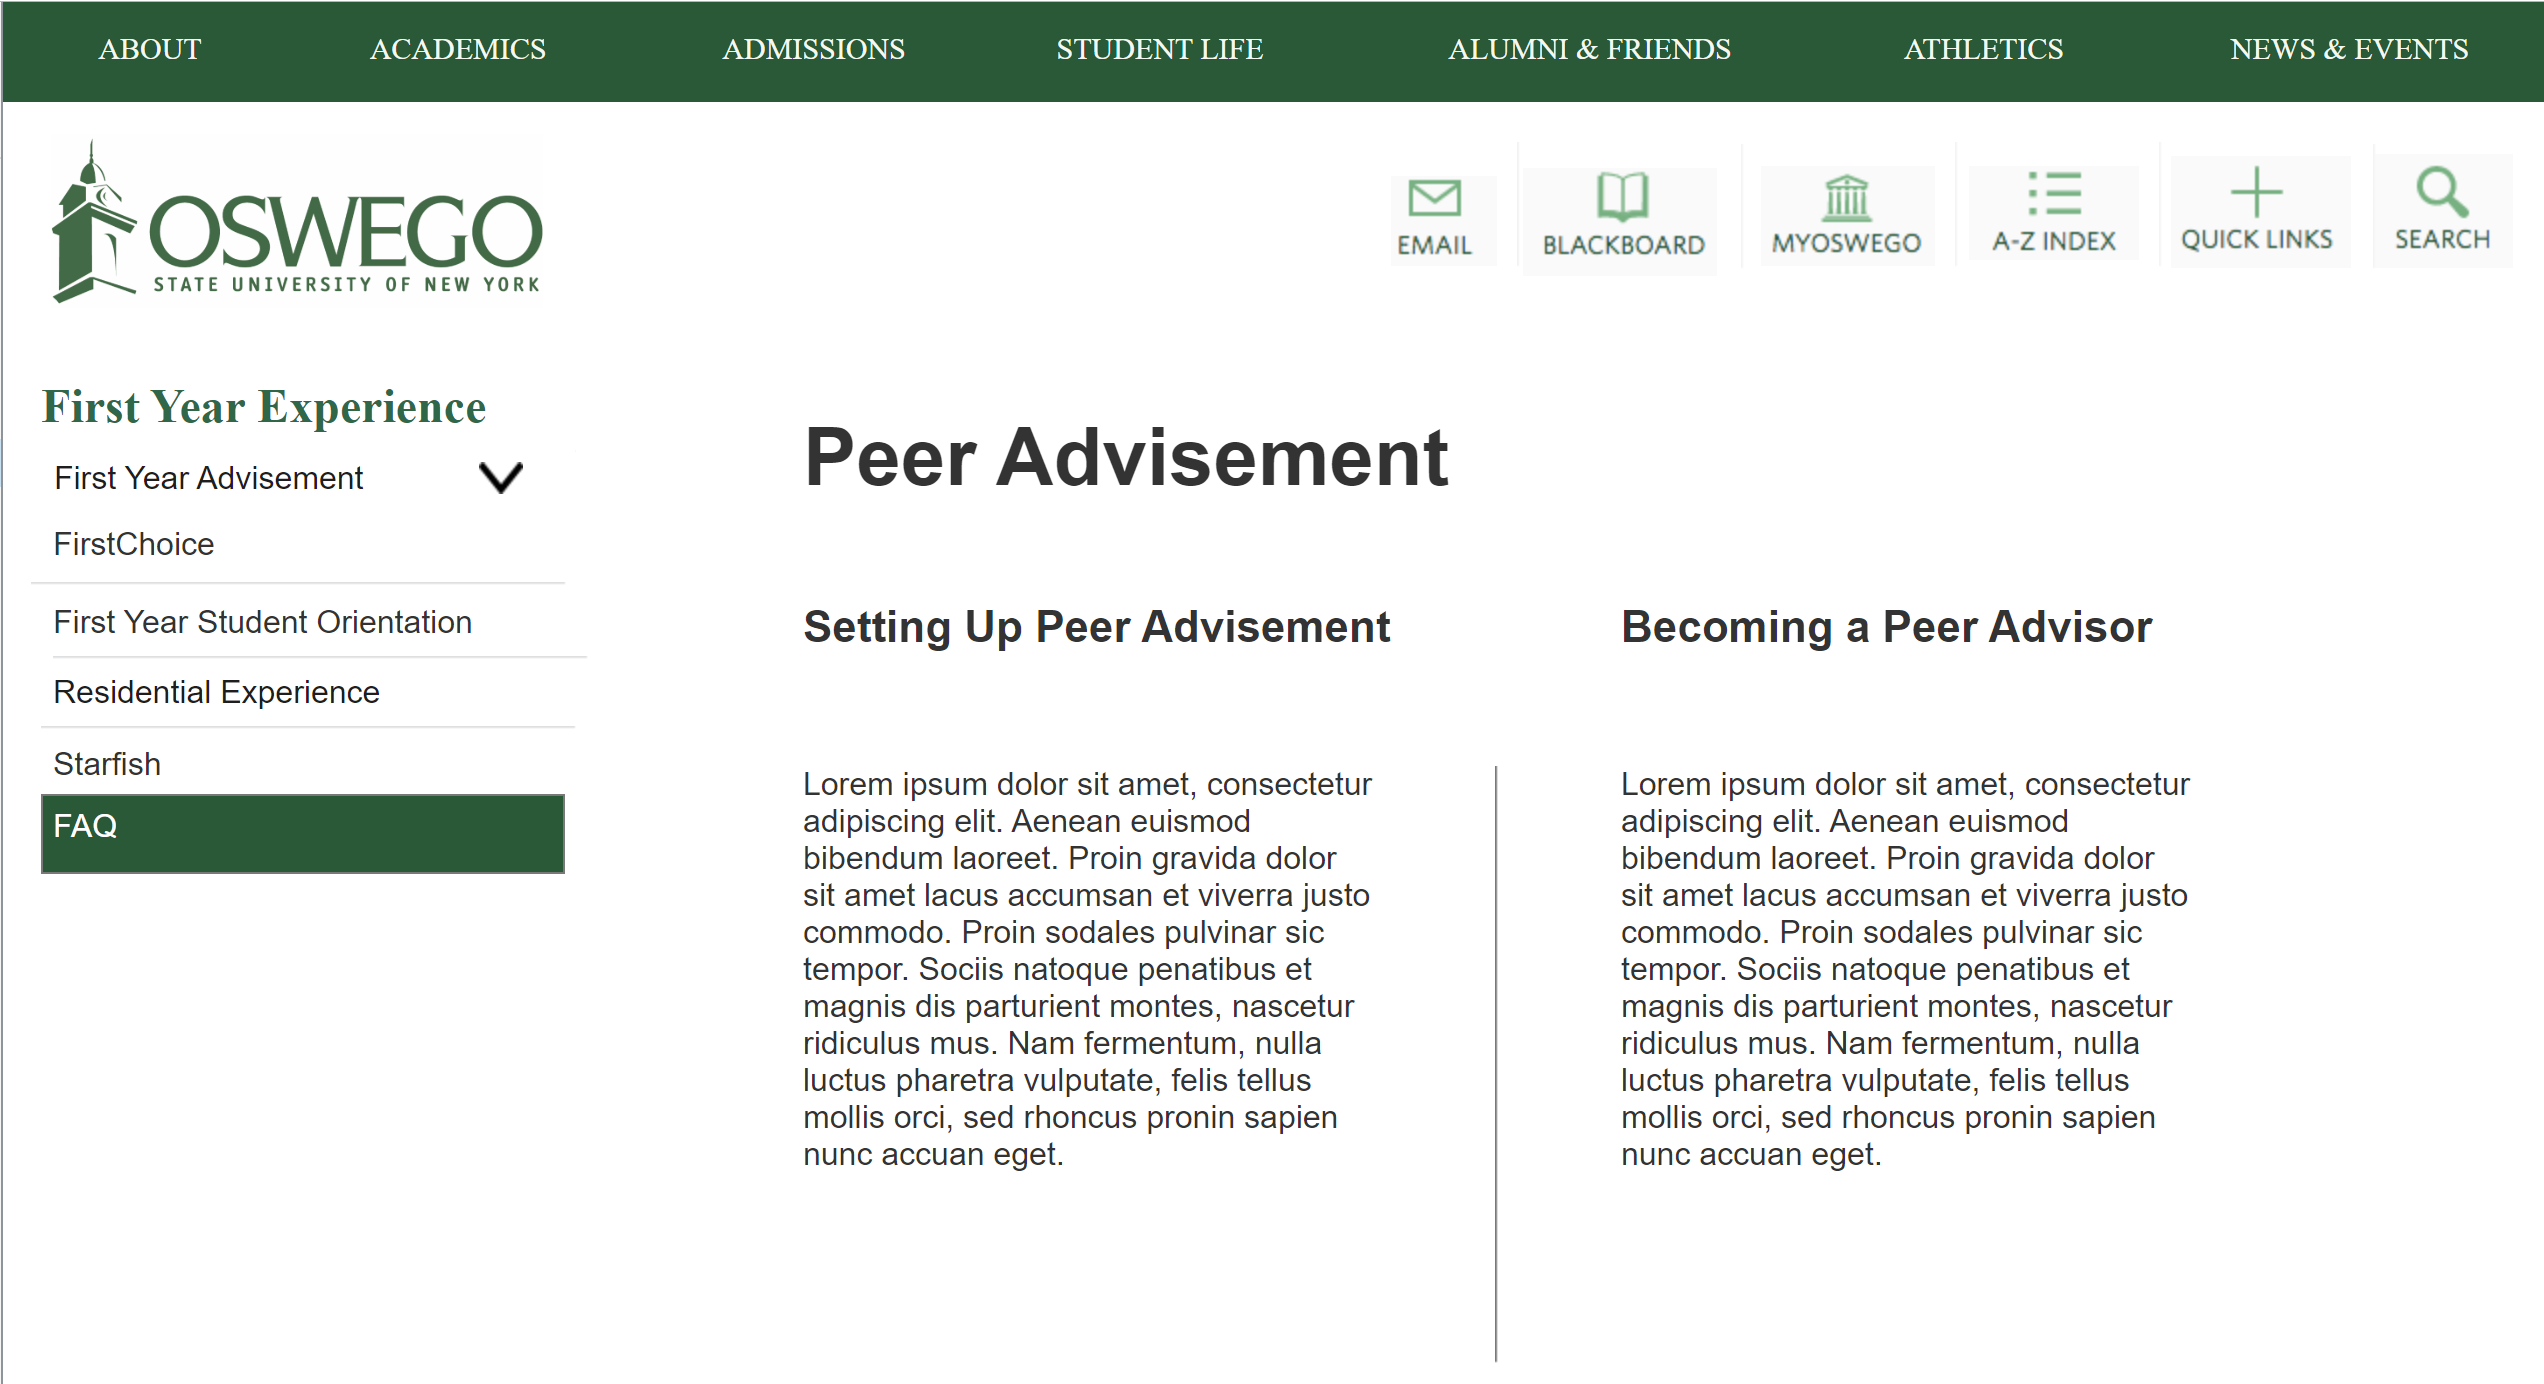 ABOUT ACADEMICS ADMISSIONS STUDENT LIFE ALUMNI & FRIENDS ATHLETICS NEWS & EVENTS
OSWEGO
STATE UNIVERSITY OF NEW YORK
EMAIL BLACKBOARD MYOSWEGO A-Z INDEX QUICK LINKS SEARCH
First Year Experience
First Year Advisement
FirstChoice
First Year Student Orientation
Residential Experience
Starfish
FAQ
Peer Advisement
Setting Up Peer Advisement
Lorem ipsum dolor sit amet, consectetur
adipiscing elit. Aenean euismod
bibendum laoreet. Proin gravida dolor
sit amet lacus accumsan et viverra justo
commodo. Proin sodales pulvinar sic
tempor. Sociis natoque penatibus et
magnis dis parturient montes, nascetur
ridiculus mus. Nam fermentum, nulla
luctus pharetra vulputate, felis tellus
mollis orci, sed rhoncus pronin sapien
nunc accuan eget.
Becoming a Peer Advisor
Lorem ipsum dolor sit amet, consectetur
adipiscing elit. Aenean euismod
bibendum laoreet. Proin gravida dolor
sit amet lacus accumsan et viverra justo
commodo. Proin sodales pulvinar sic
tempor. Sociis natoque penatibus et
magnis dis parturient montes, nascetur
ridiculus mus. Nam fermentum, nulla
luctus pharetra vulputate, felis tellus
mollis orci, sed rhoncus pronin sapien
nunc accuan eget.